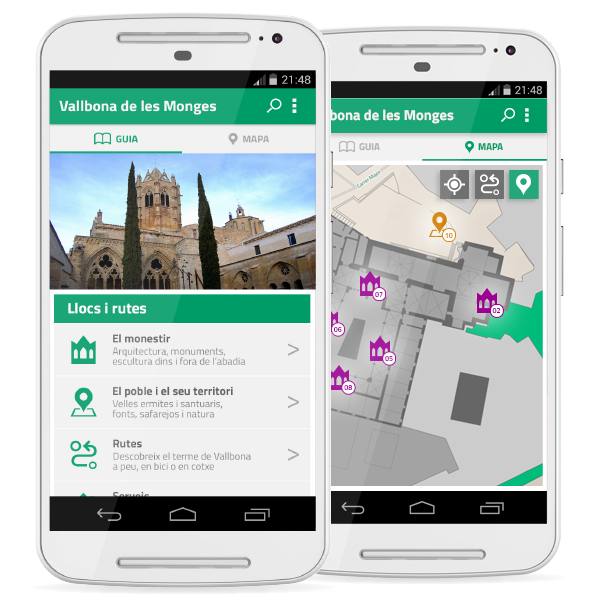 21:48
Vallbona de les Monges
GUIA
MAPA
Llocs i rutes
El monestir
Arquitectura, monuments,
escultura dins i fora de l'abadia
El poble i el seu territori
Velles ermites i santuaris,
fonts, safarejos i natura
Rutes
Descobreix el terme de Vallbona
a peu, en bici o en cotxe
Serveis
21:48
bona de les Monges
GUIA
MAPA
Carrer Major
10
07
02
06
05
08